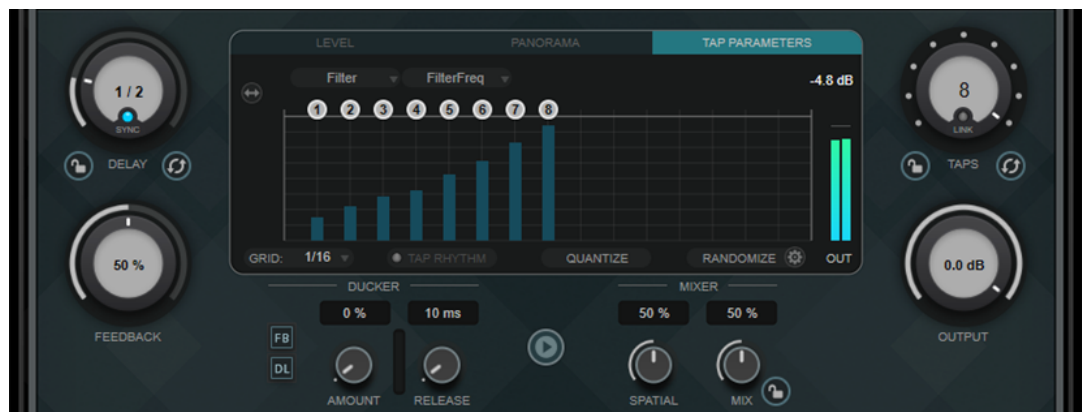 LEVEL PANORAMA TAP PARAMETERS
Filter FilterFreq -4.8 dB
1 2 3 4 5 6 7 8
1 / 2
SYNC
DELAY
8
LINK
TAPS
GRID: 1/16 TAP RHYTHM QUANTIZE RANDOMIZE OUT
50 %
FEEDBACK
DUCKER
0 % 10 ms
FB
DL
AMOUNT RELEASE
MIXER
50 % 50 %
SPATIAL MIX
0.0 dB
OUTPUT